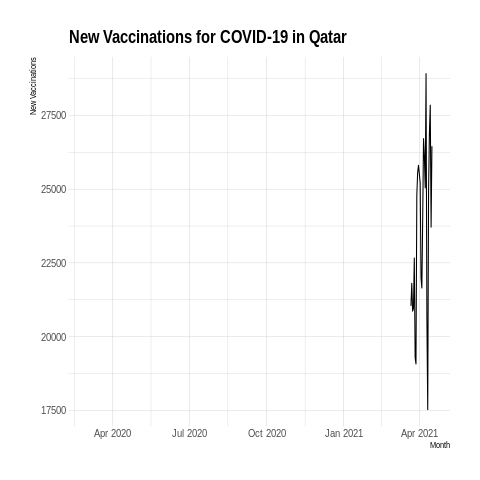 New Vaccinations for COVID-19 in Qatar
New Vaccinations
27500
25000
22500
20000
17500
Apr 2020 Jul 2020 Oct 2020 Jan 2021 Apr 2021
Month